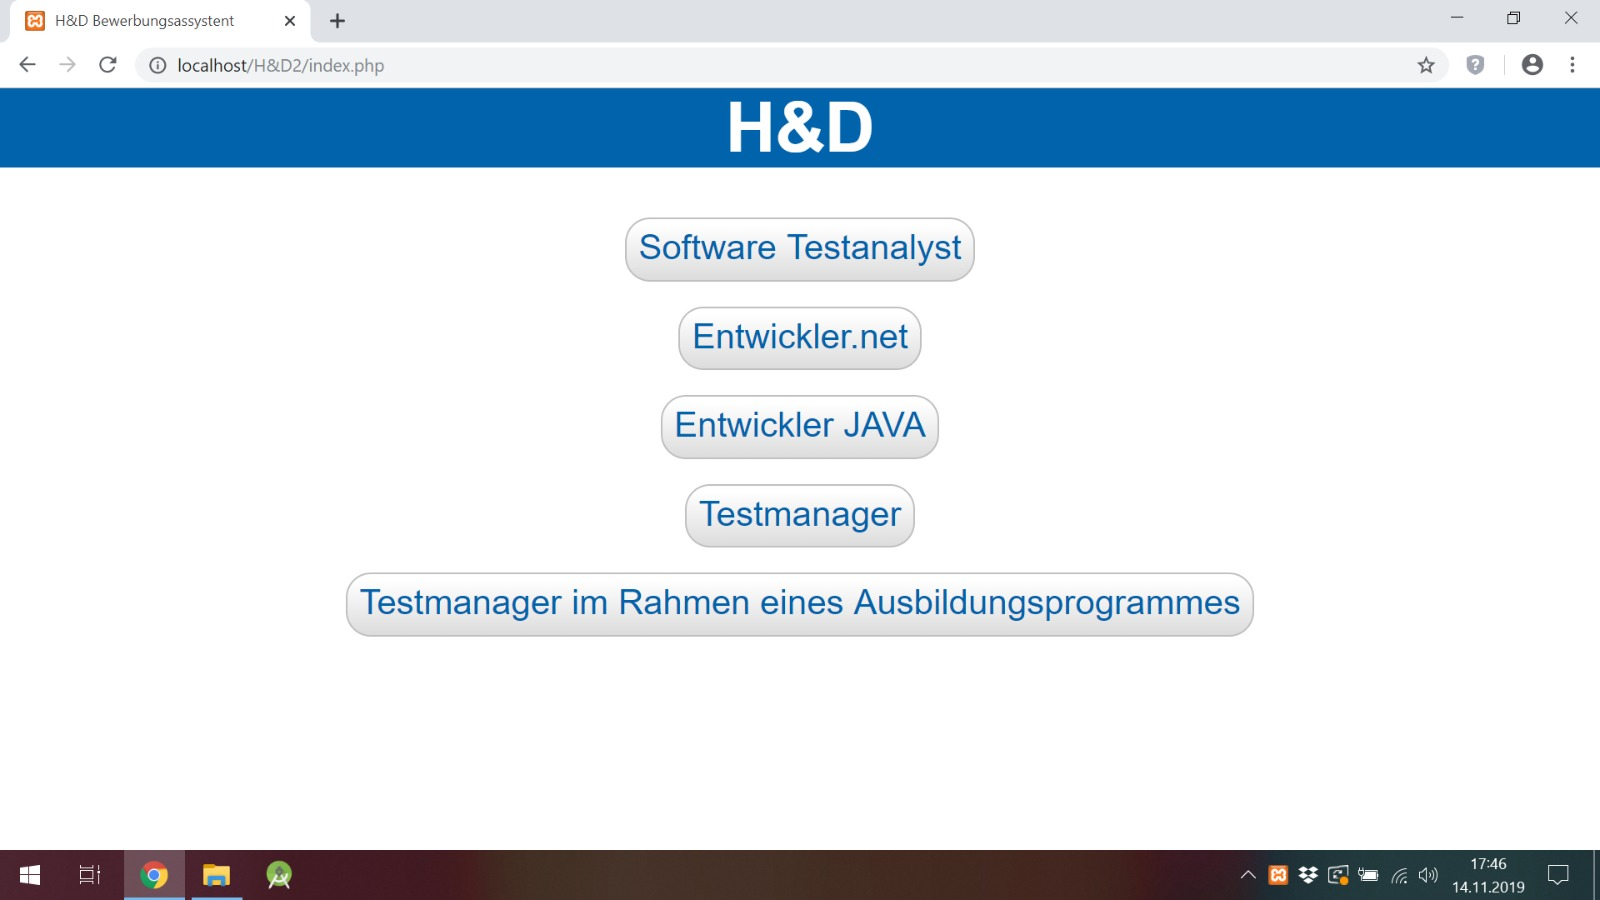 H&D Bewerbungsassystent
localhost/H&D2/index.php
H&D
Software Testanalyst
Entwickler.net
Entwickler JAVA
Testmanager
Testmanager im Rahmen eines Ausbildungsprogrammes
17:46
14.11.2019